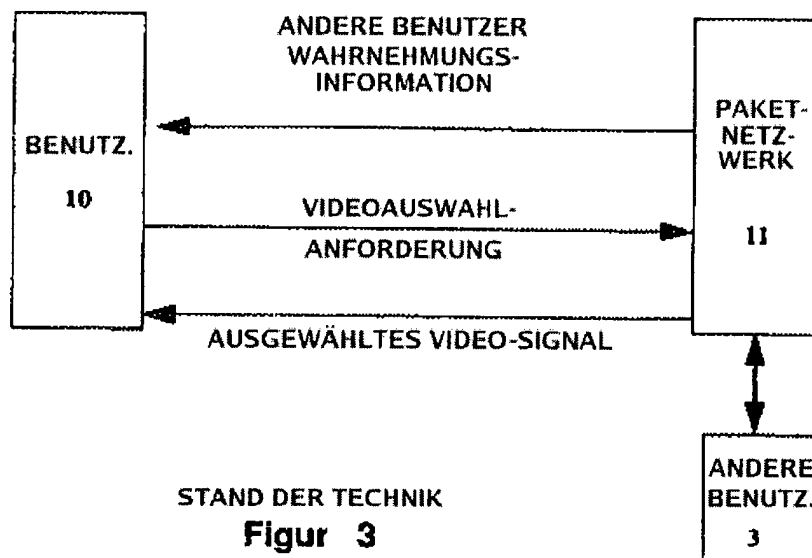 ANDERE BENUTZER
WAHRNEHMUNGS-
INFORMATION
BENUTZ.
10
PAKET-
NETZ-
WERK
11
VIDEOAUSWAHL-
ANFORDERUNG
AUSGEWÄHLTES VIDEO-SIGNAL
ANDERE
BENUTZ.
3
STAND DER TECHNIK
Figur 3